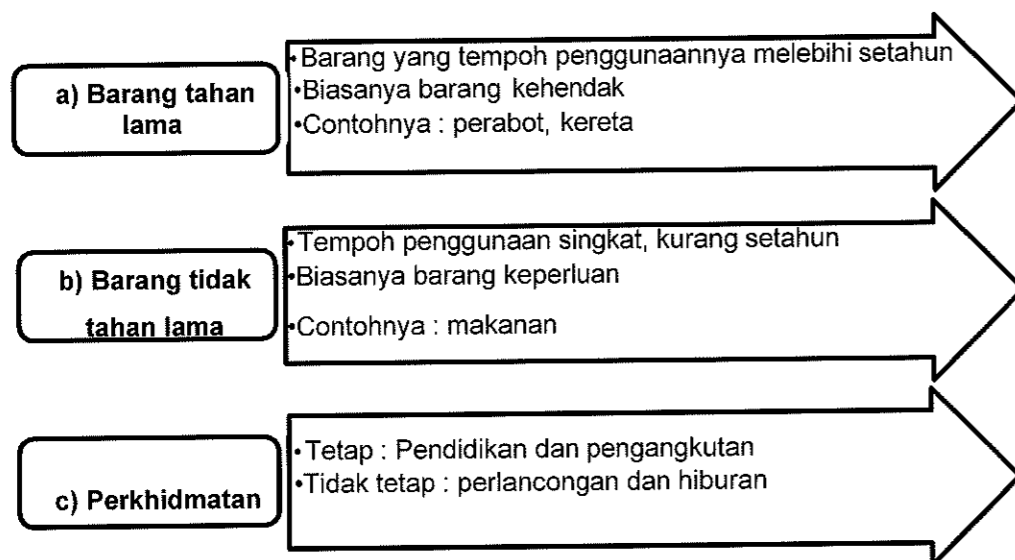 a) Barang tahan
lama
• Barang yang tempoh penggunaannya melebihi setahun
•Biasanya barang kehendak
•Contohnya : perabot, kereta
b) Barang tidak
tahan lama
• Tempoh penggunaan singkat, kurang setahun
•Biasanya barang keperluan
•Contohnya : makanan
c) Perkhidmatan
•Tetap : Pendidikan dan pengangkutan
•Tidak tetap : perlancongan dan hiburan